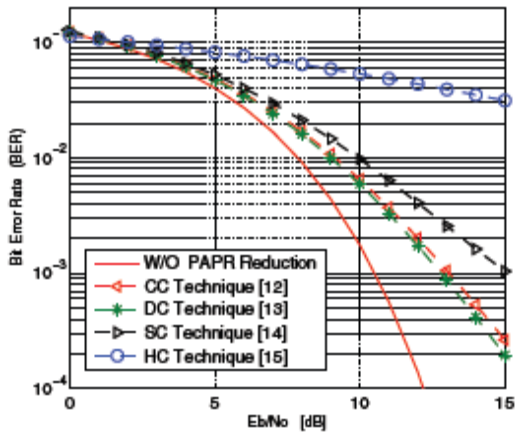 10⁻¹
10⁻²
10⁻³
10⁻⁴
Bit Error Rate (BER)
W/O PAPR Reduction
CC Technique [12]
DC Technique [13]
SC Technique [14]
HC Technique [15]
0 5 10 15
Eb/No [dB]